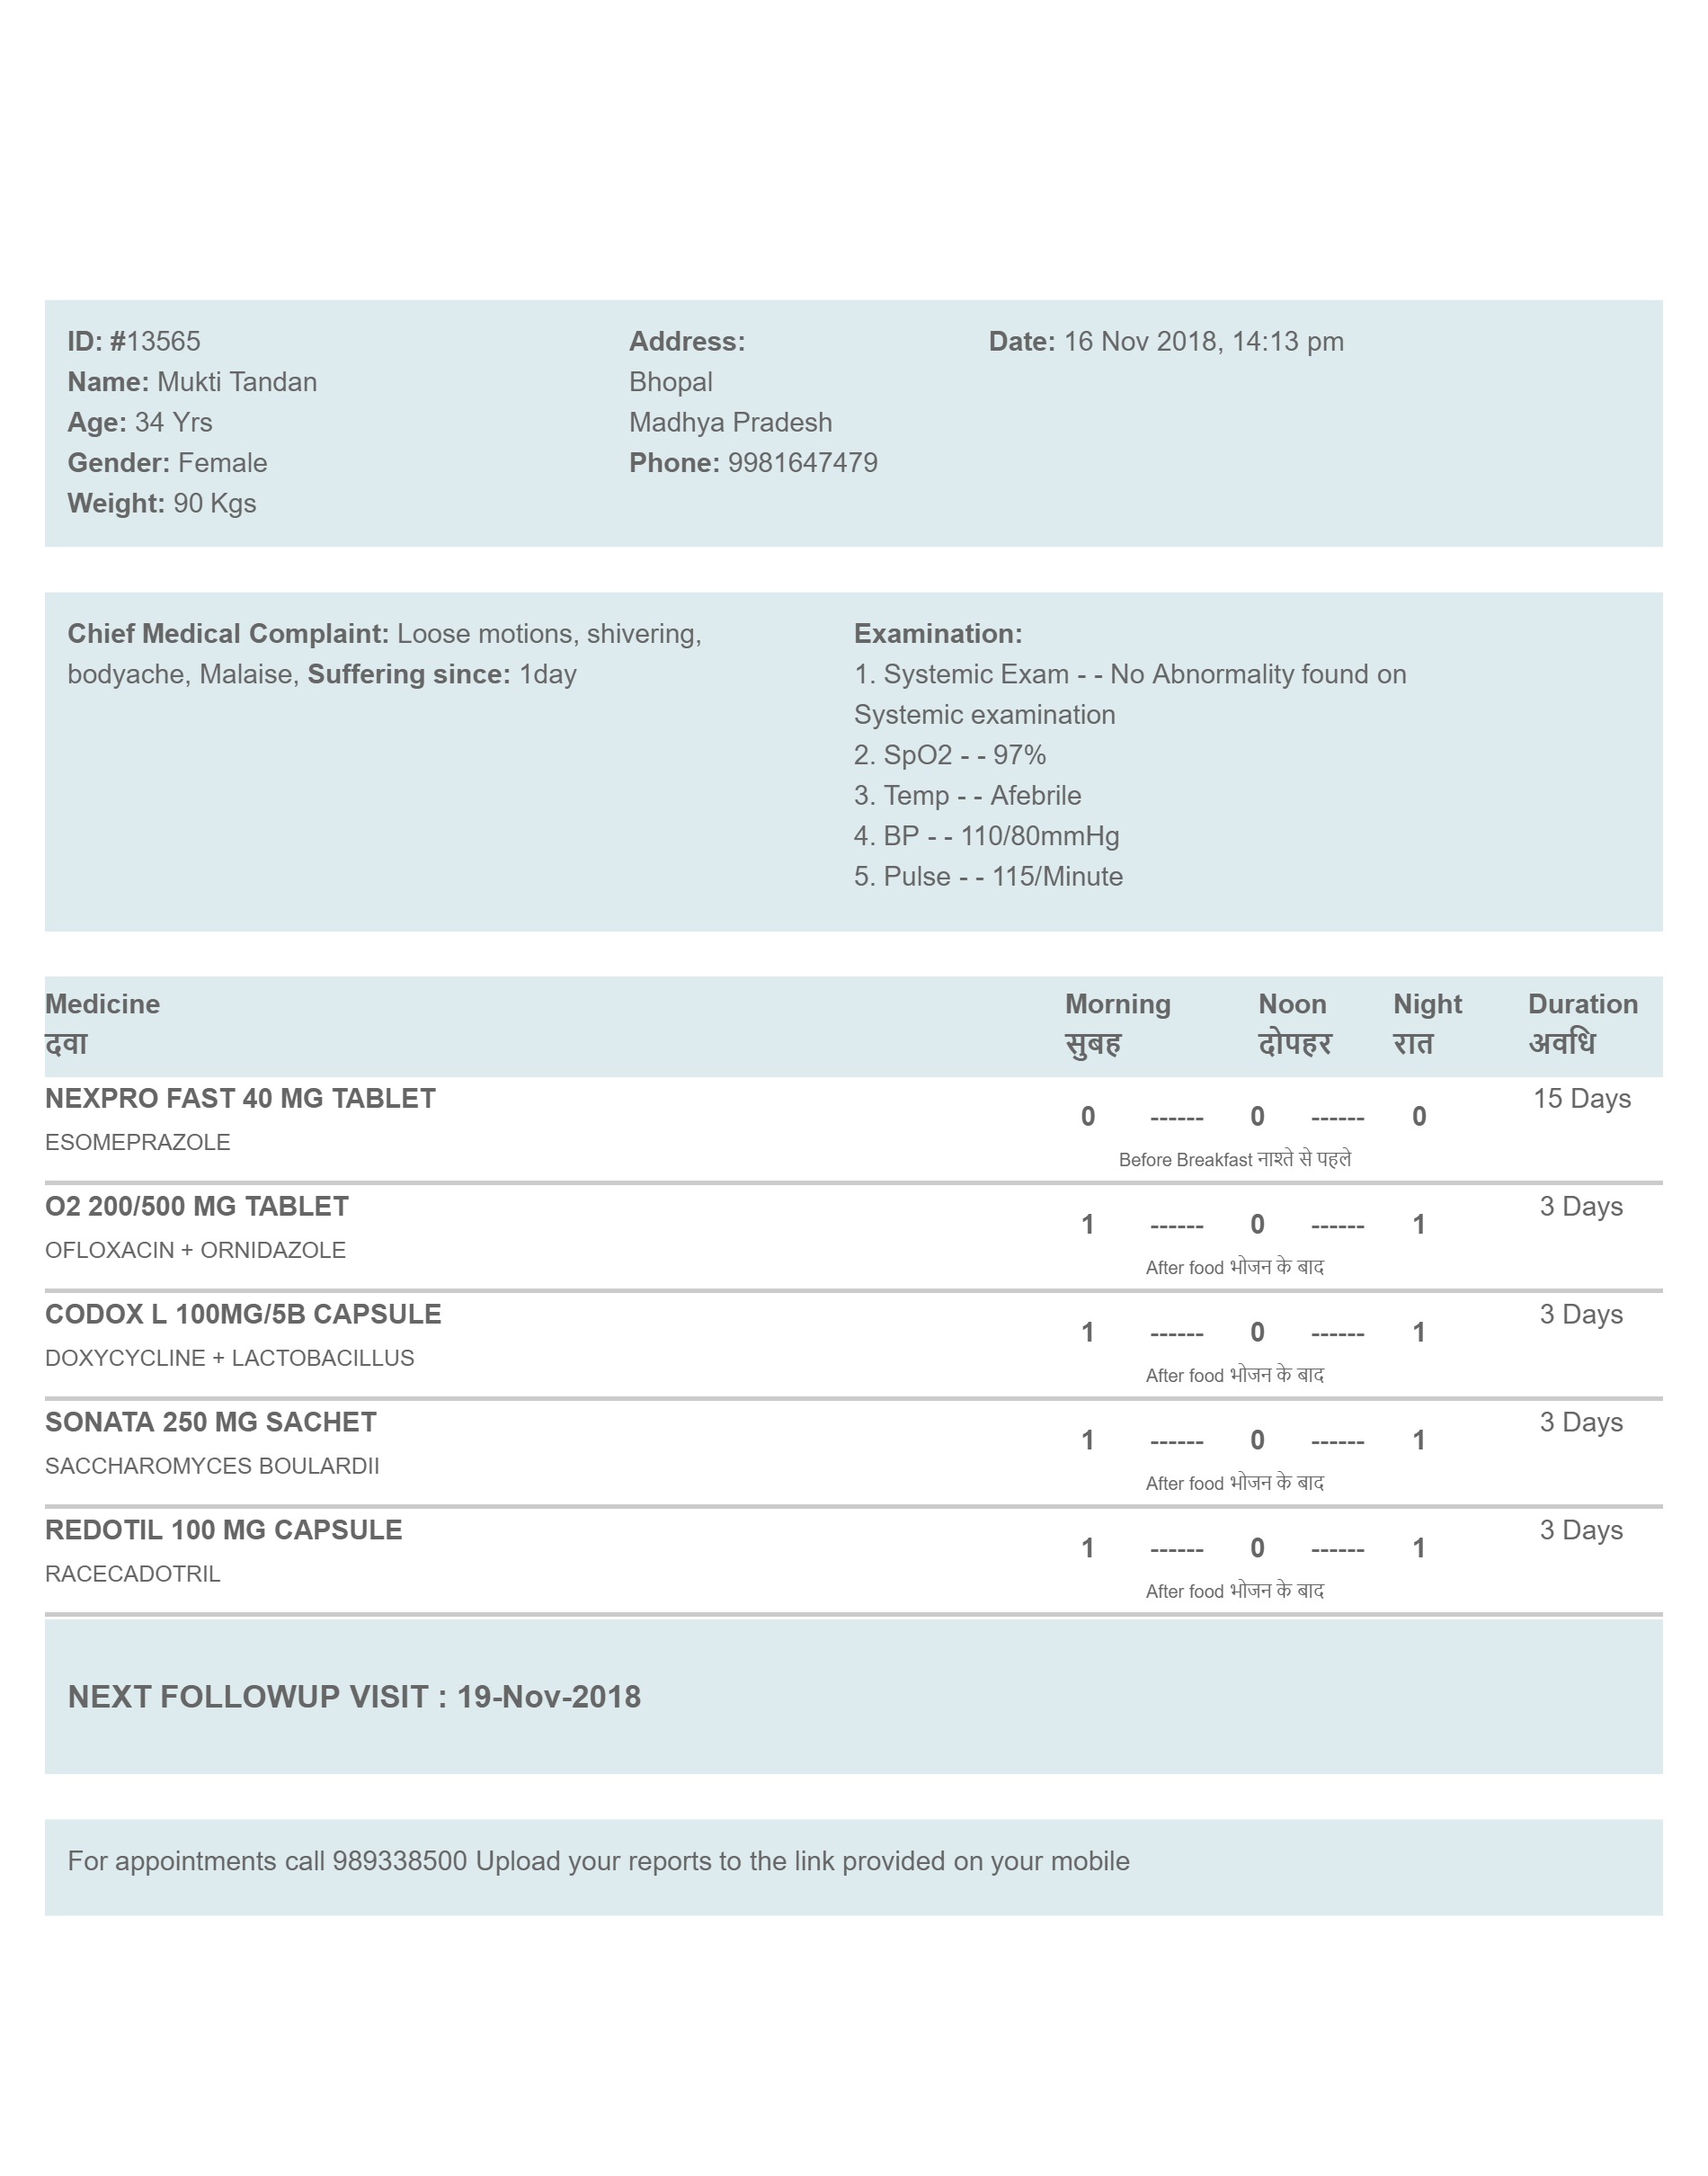 ID: #13565
Name: Mukti Tandan
Age: 34 Yrs
Gender: Female
Weight: 90 Kgs
Address:
Bhopal
Madhya Pradesh
Phone: 9981647479
Date: 16 Nov 2018, 14:13 pm
Chief Medical Complaint: Loose motions, shivering,
bodyache, Malaise, Suffering since: 1day
Examination:
1. Systemic Exam - - No Abnormality found on
Systemic examination
2. SpO2 - - 97%
3. Temp - - Afebrile
4. BP - - 110/80mmHg
5. Pulse - - 115/Minute
Medicine Morning Noon Night Duration
दवा सुबह दोपहर रात अवधि
NEXPRO FAST 40 MG TABLET 15 Days
0 ------ 0 ------ 0
ESOMEPRAZOLE
Before Breakfast नाश्ते से पहले
O2 200/500 MG TABLET 3 Days
1 ------ 0 ------ 1
OFLOXACIN + ORNIDAZOLE
After food भोजन के बाद
CODOX L 100MG/5B CAPSULE 3 Days
1 ------ 0 ------ 1
DOXYCYCLINE + LACTOBACILLUS
After food भोजन के बाद
SONATA 250 MG SACHET 3 Days
1 ------ 0 ------ 1
SACCHAROMYCES BOULARDII
After food भोजन के बाद
REDOTIL 100 MG CAPSULE 3 Days
1 ------ 0 ------ 1
RACECADOTRIL
After food भोजन के बाद
NEXT FOLLOWUP VISIT : 19-Nov-2018
For appointments call 989338500 Upload your reports to the link provided on your mobile